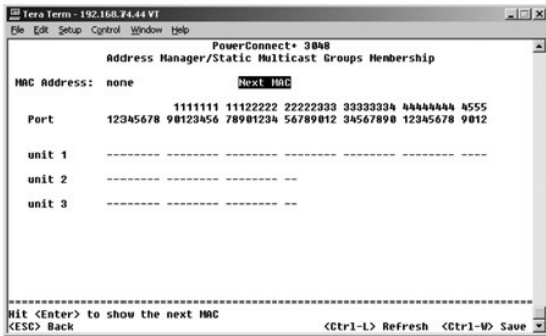 Tera Term - 192.168.74.44 VT
File Edit Setup Control Window Help
PowerConnect+ 3048
Address Manager/Static Multicast Groups Membership
MAC Address: none Next MAC
1111111 11122222 22222333 33333334 44444444 4555
Port 12345678 90123456 78901234 56789012 34567890 12345678 9012
unit 1 -------- -------- -------- -------- -------- -------- ----
unit 2 -------- -------- -------- --
unit 3 -------- -------- -------- --
Hit <Enter> to show the next MAC
<ESC> Back <Ctrl-L> Refresh <Ctrl-W> Save